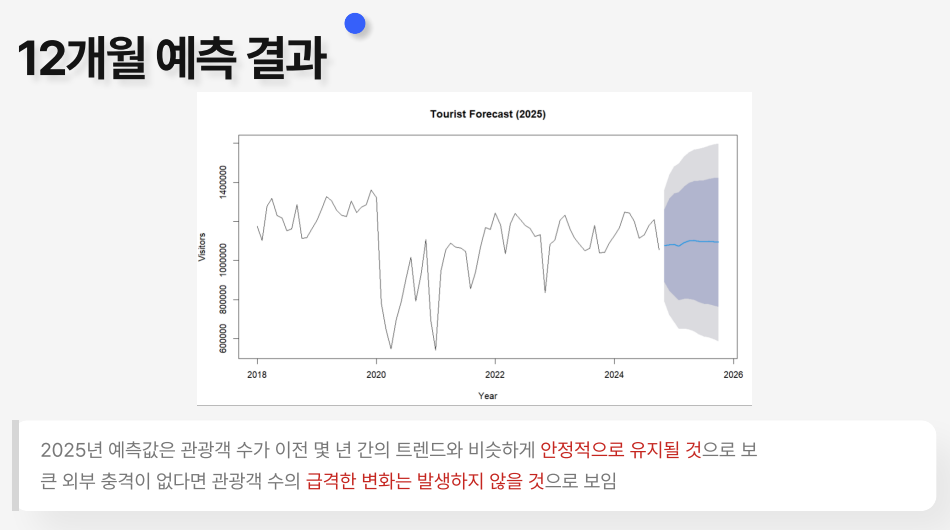 12개월 예측 결과
Tourist Forecast (2025)
1400000
1000000
800000
600000
Visitors
2018 2020 2022 2024 2026
Year
2025년 예측값은 관광객 수가 이전 몇 년 간의 트렌드와 비슷하게 안정적으로 유지될 것으로 보
큰 외부 충격이 없다면 관광객 수의 급격한 변화는 발생하지 않을 것으로 보임